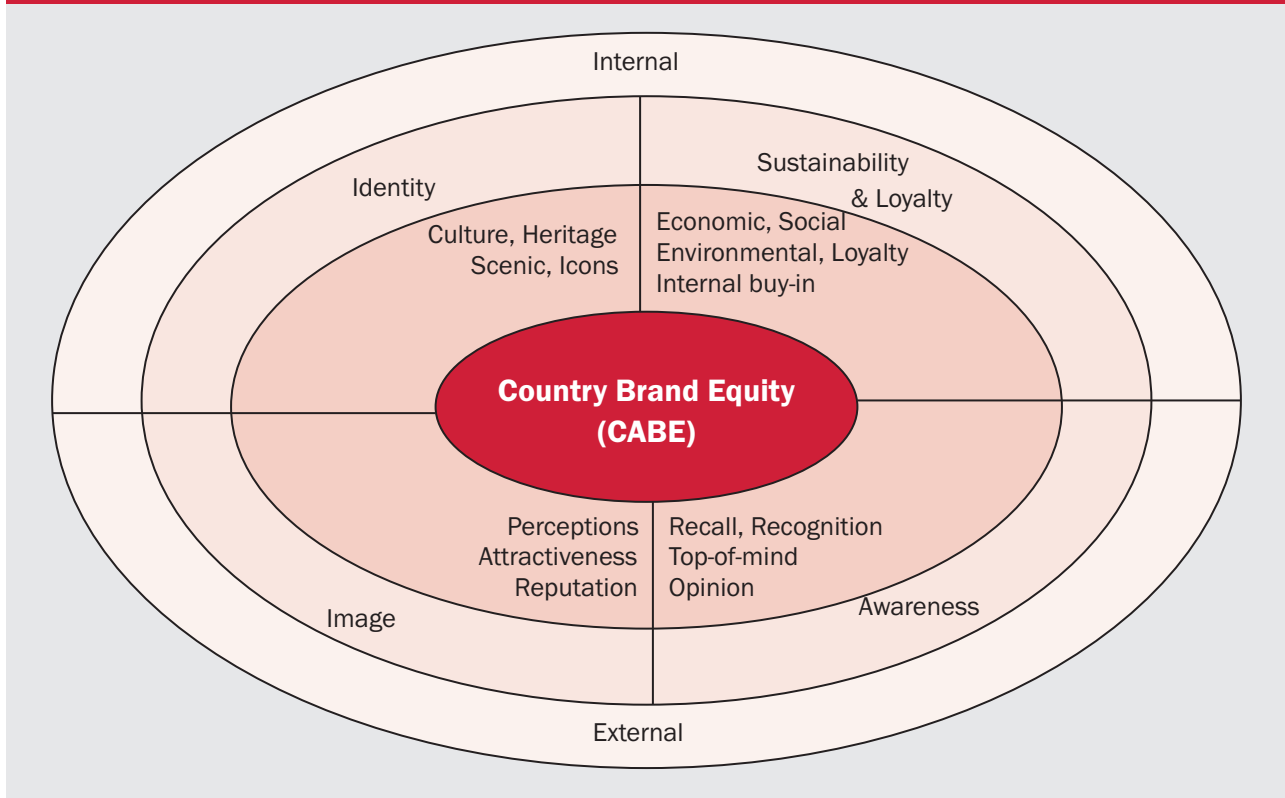 Internal
Identity
Sustainability
& Loyalty
Culture, Heritage
Scenic, Icons
Economic, Social
Environmental, Loyalty
Internal buy-in
Country Brand Equity
(CABE)
Perceptions
Attractiveness
Reputation
Recall, Recognition
Top-of-mind
Opinion
Image
Awareness
External